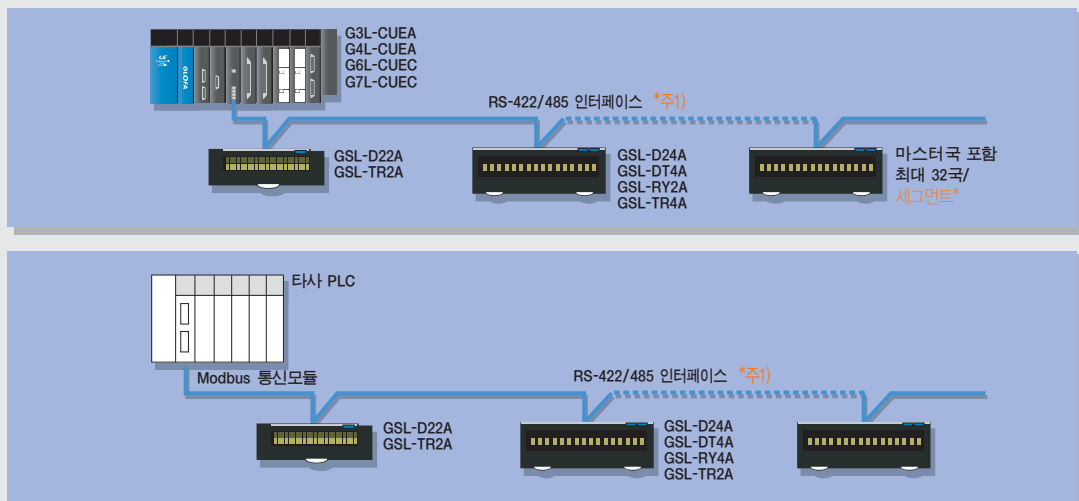 G3L-CUEA
G4L-CUEA
G6L-CUEC
G7L-CUEC
LS
GLOFA
RS-422/485 인터페이스 *주1)
GSL-D22A
GSL-TR2A
GSL-D24A
GSL-DT4A
GSL-RY2A
GSL-TR4A
마스터국 포함
최대 32국/
세그먼트*
타사 PLC
Modbus 통신모듈
RS-422/485 인터페이스 *주1)
GSL-D22A
GSL-TR2A
GSL-D24A
GSL-DT4A
GSL-RY4A
GSL-TR2A